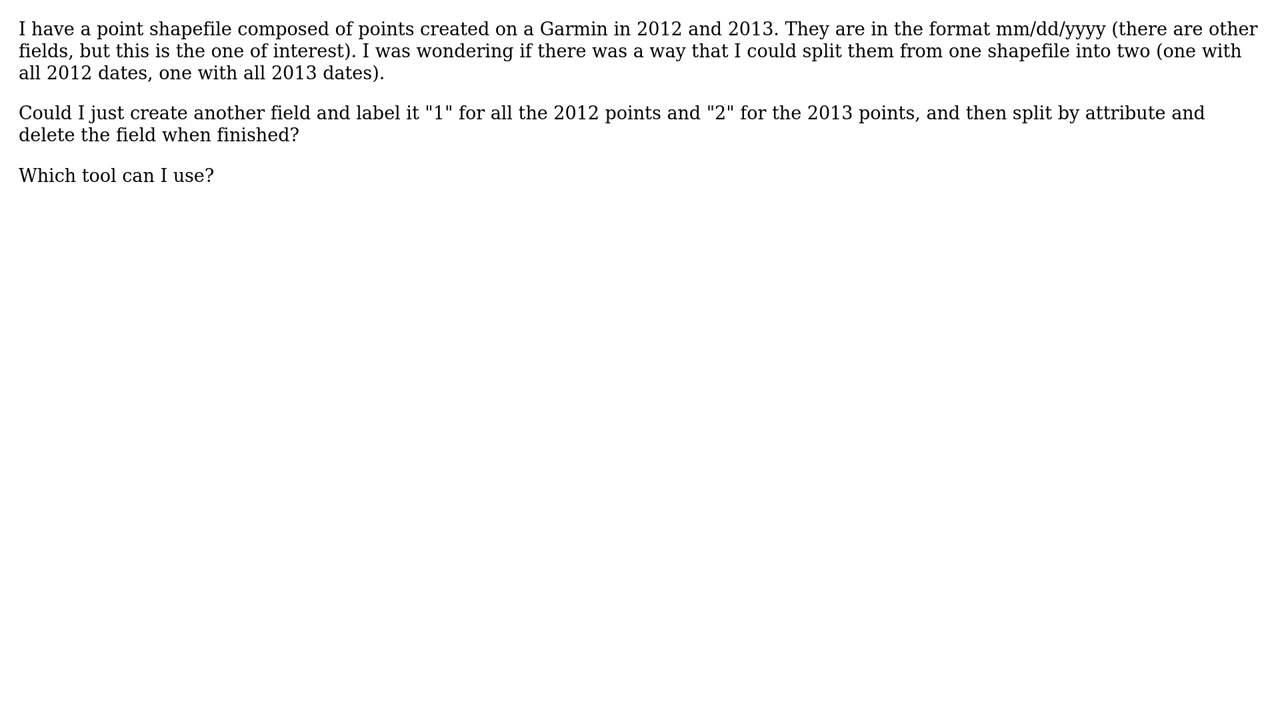 I have a point shapefile composed of points created on a Garmin in 2012 and 2013. They are in the format mm/dd/yyyy (there are other
fields, but this is the one of interest). I was wondering if there was a way that I could split them from one shapefile into two (one with
all 2012 dates, one with all 2013 dates).
Could I just create another field and label it "1" for all the 2012 points and "2" for the 2013 points, and then split by attribute and
delete the field when finished?
Which tool can I use?